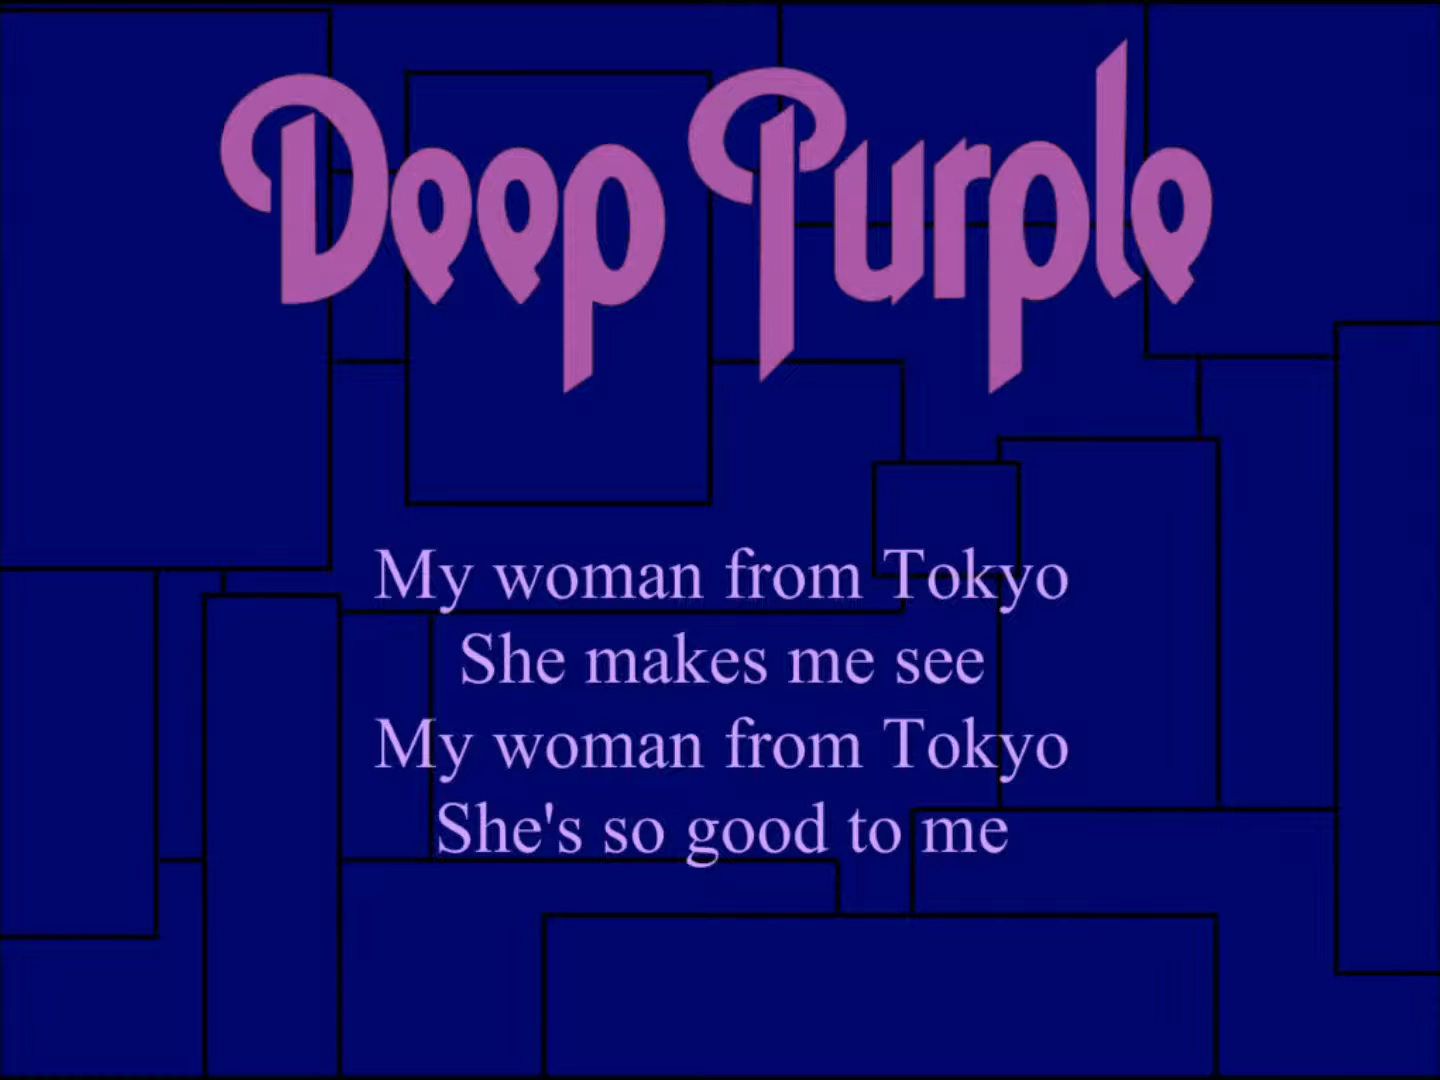 Deep Purple
My woman from Tokyo
She makes me see
My woman from Tokyo
She's so good to me